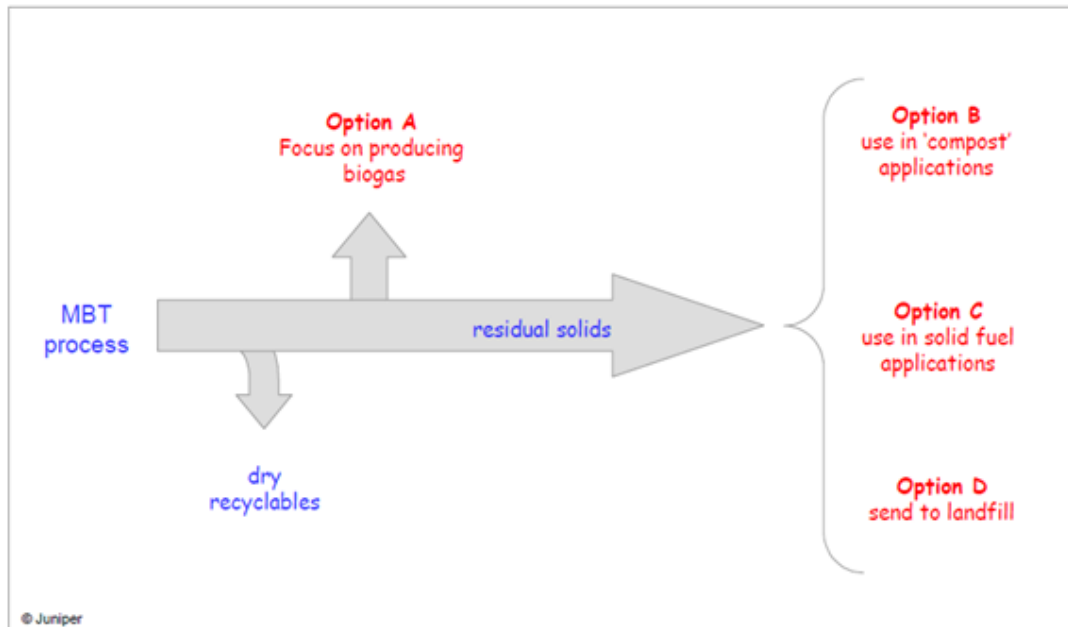 Option A
Focus on producing
biogas
Option B
use in 'compost'
applications
MBT
process
residual solids
Option C
use in solid fuel
applications
dry
recyclables
Option D
send to landfill
© Juniper